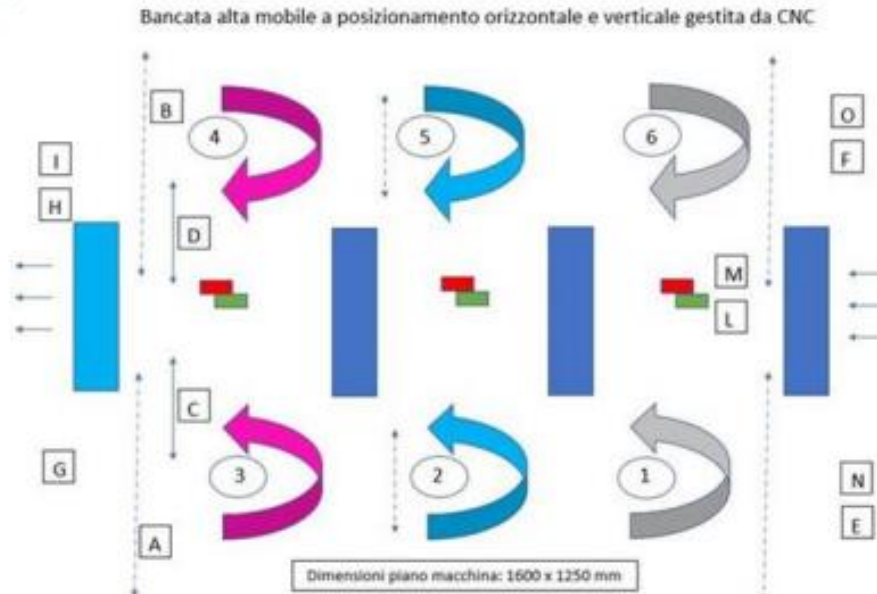 Bancata alta mobile a posizionamento orizzontale e verticale gestita da CNC
B
4
5
6
O
I
F
H
D
M
L
C
G
3
2
1
N
A
E
Dimensioni piano macchina: 1600 x 1250 mm